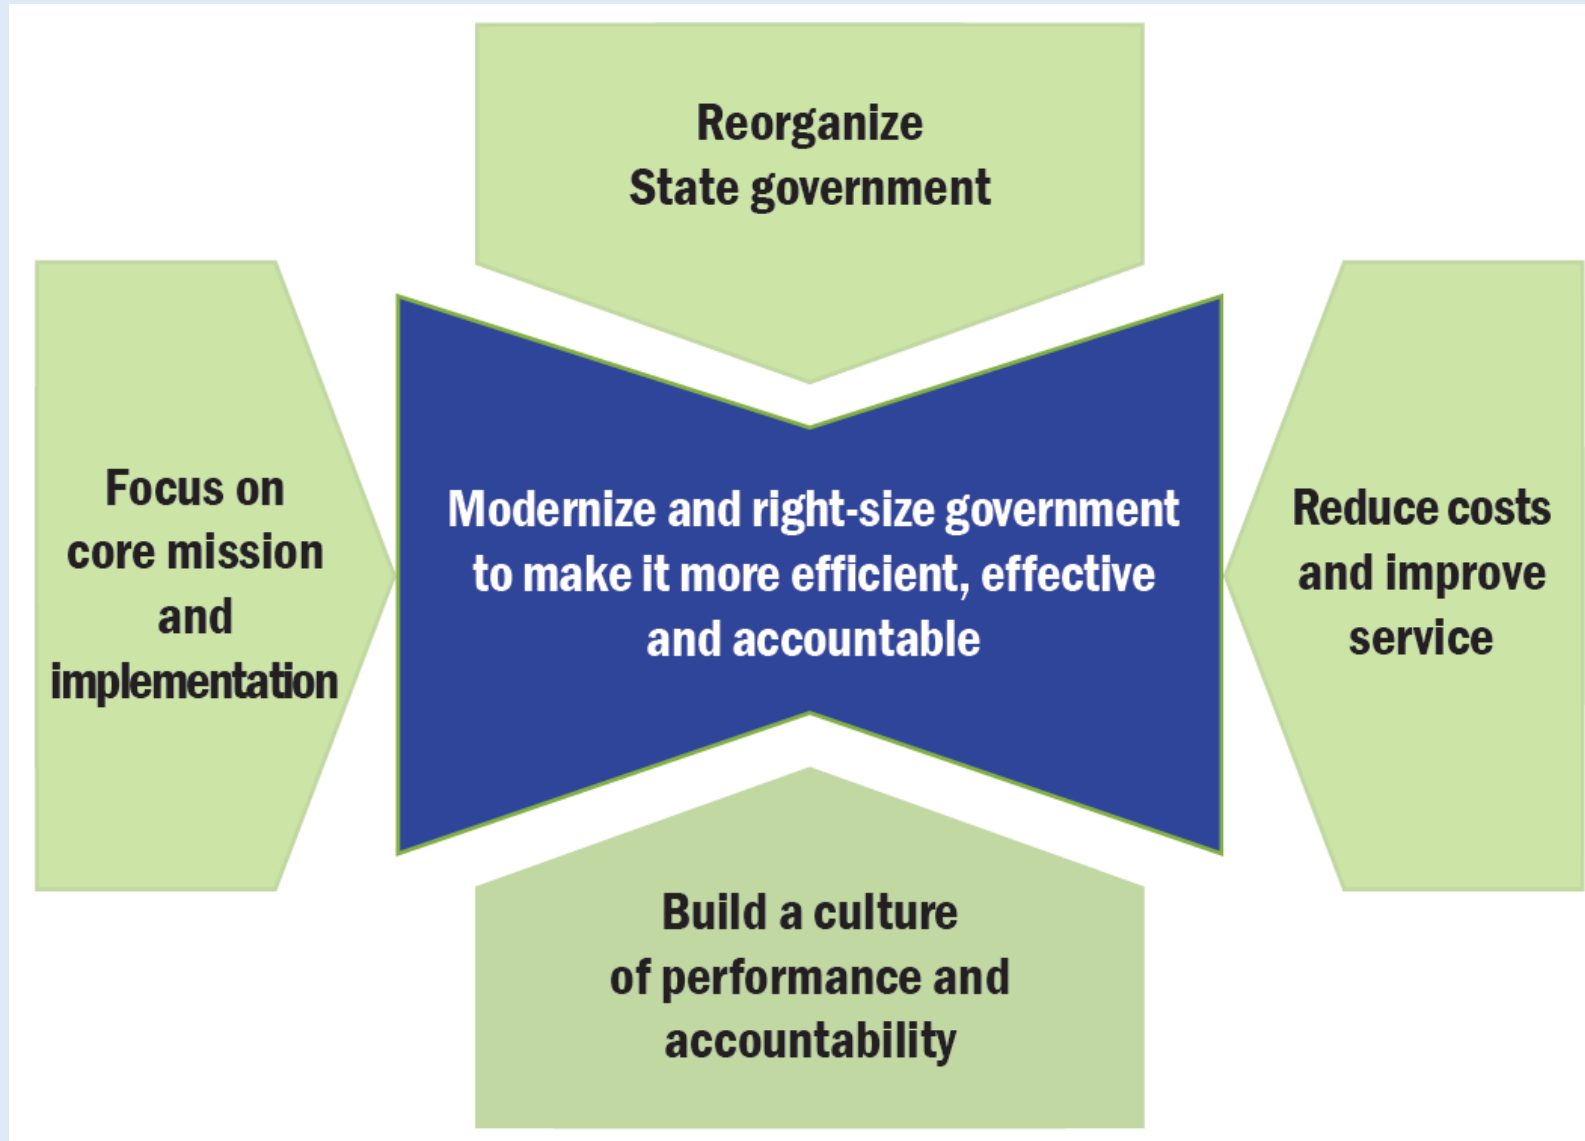 Reorganize
State government
Focus on
core mission
and
implementation
Modernize and right-size government
to make it more efficient, effective
and accountable
Reduce costs
and improve
service
Build a culture
of performance and
accountability